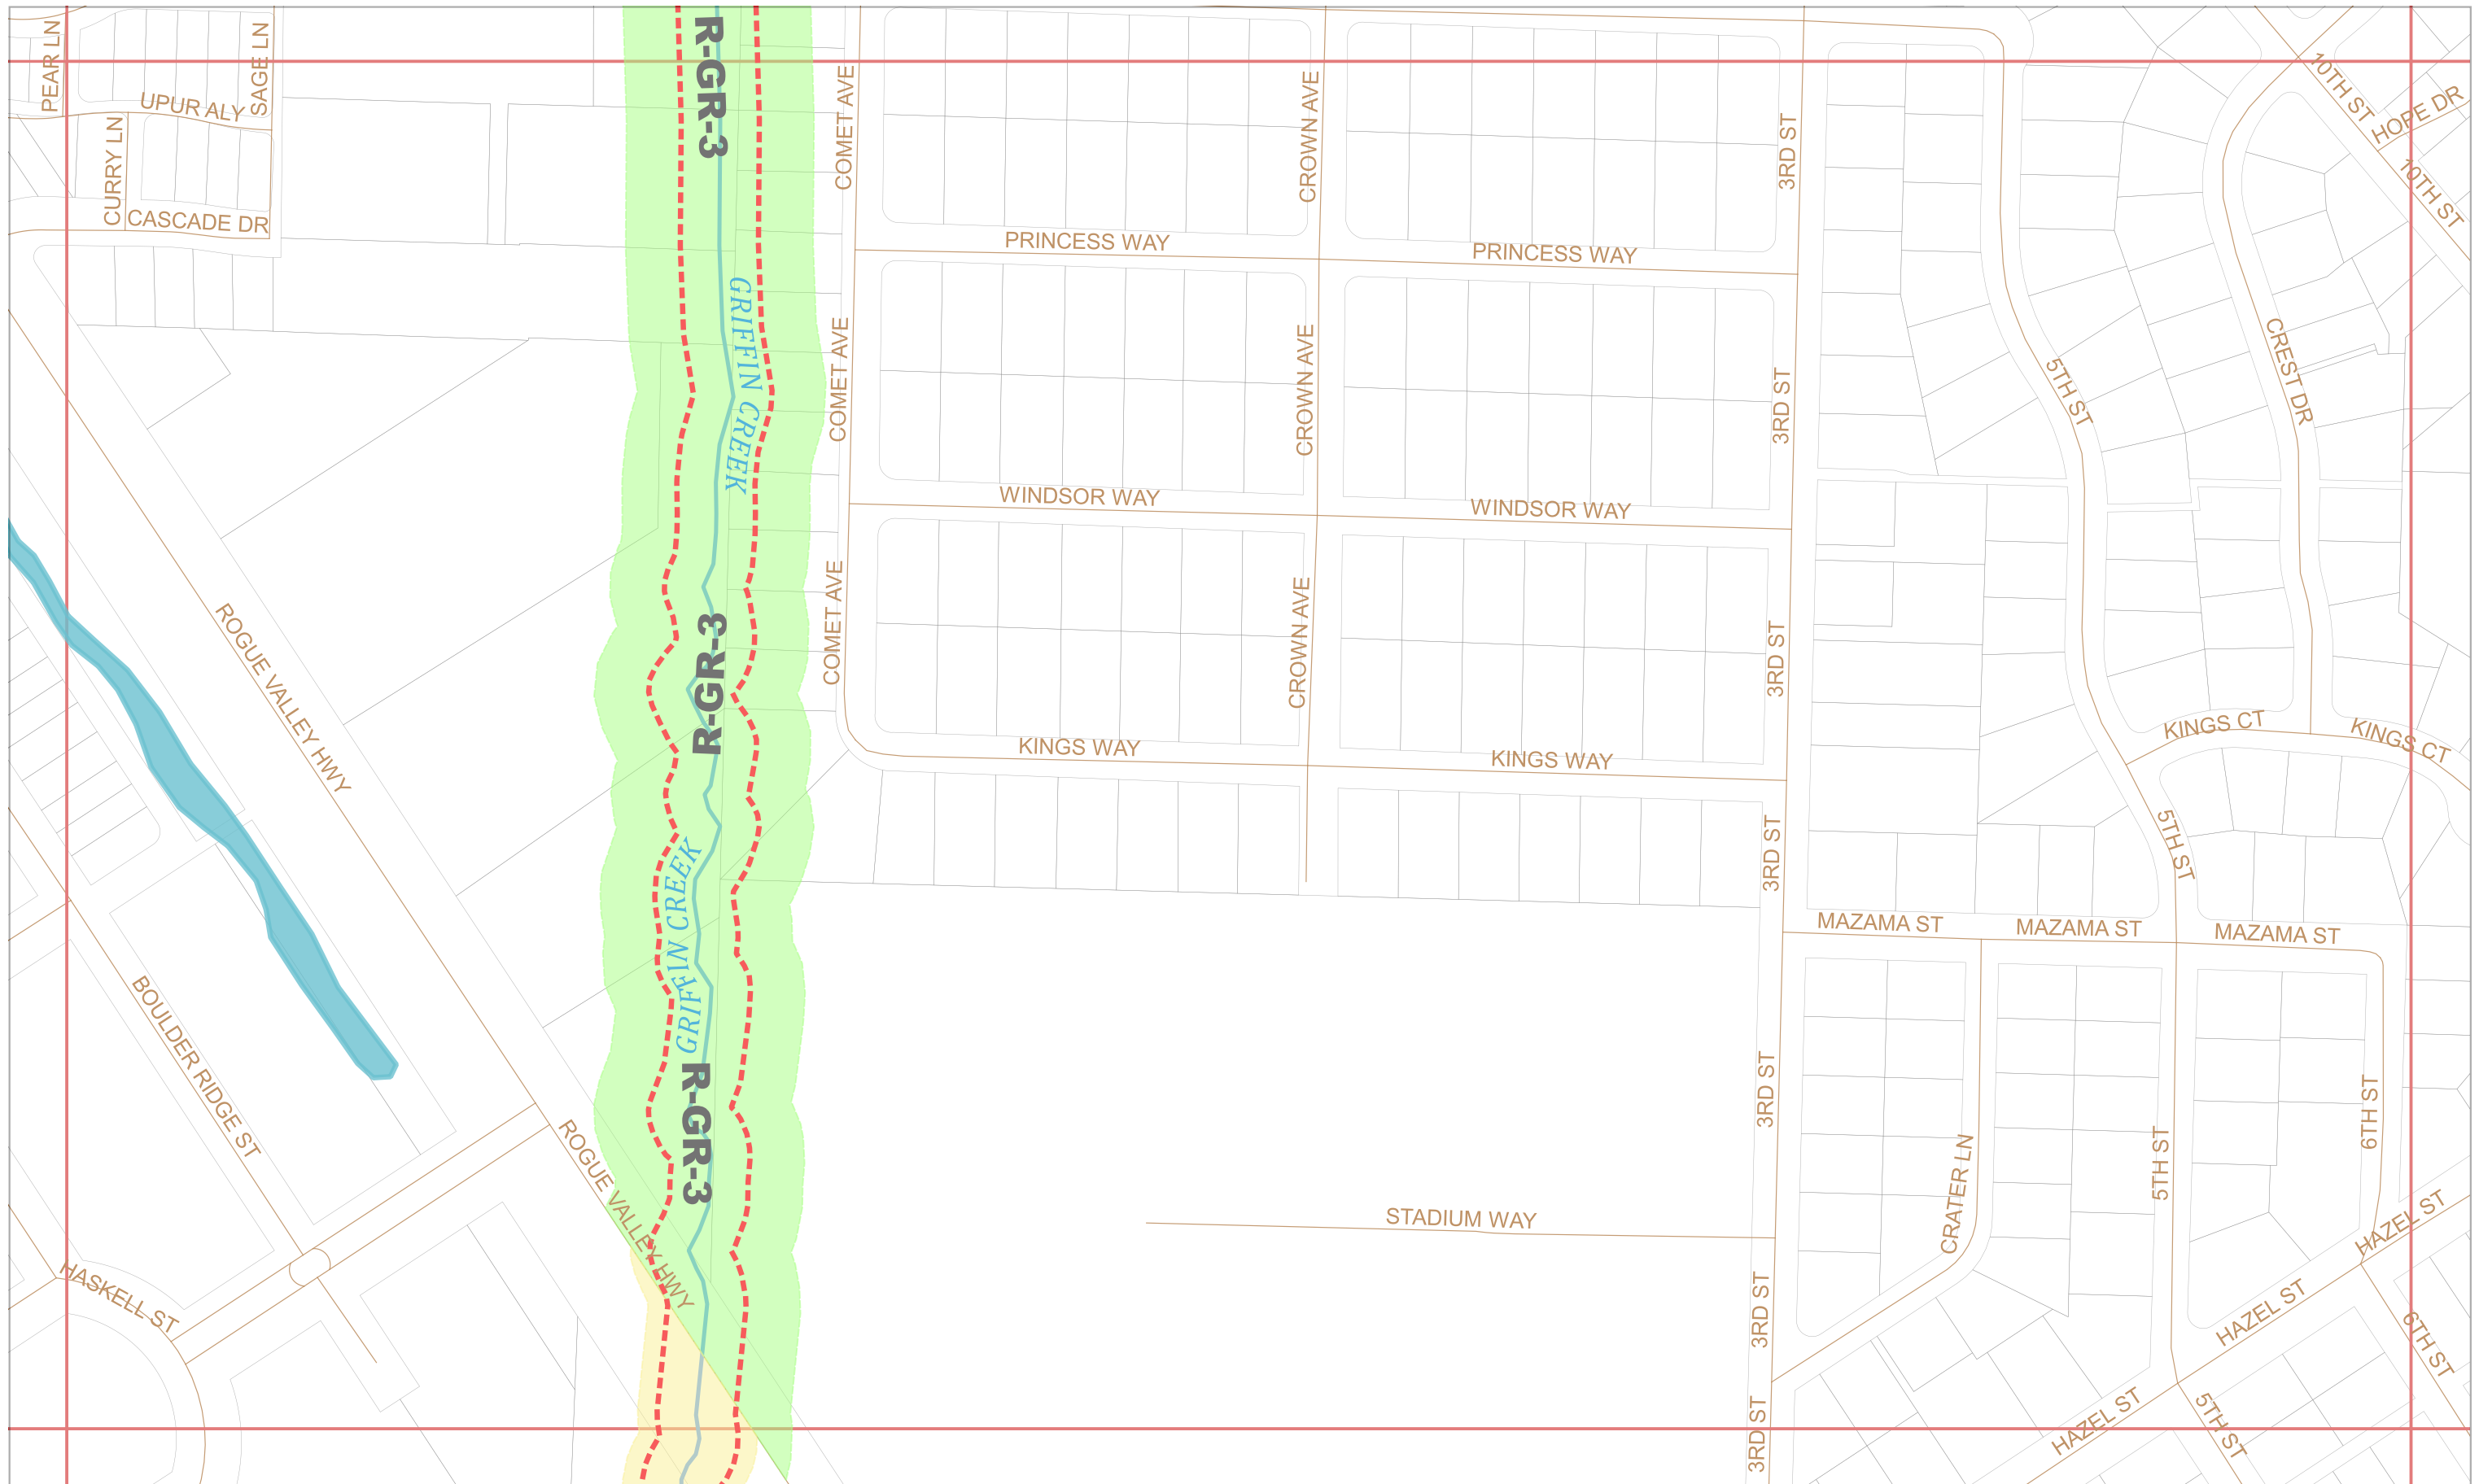 PEAR LN
SAGE LN
UPUR ALY
CURRY LN
CASCADE DR
R-GR-3
GRIFFIN CREEK
COMET AVE
CROWN AVE
3RD ST
10TH ST
HOPE DR
10TH ST
PRINCESS WAY
PRINCESS WAY
COMET AVE
CROWN AVE
3RD ST
5TH ST
CREST DR
WINDSOR WAY
WINDSOR WAY
ROGUE VALLEY HWY
R-GR-3
COMET AVE
CROWN AVE
3RD ST
KINGS CT
KINGS CT
KINGS WAY
KINGS WAY
3RD ST
5TH ST
GRIFFIN CREEK
MAZAMA ST
MAZAMA ST
MAZAMA ST
BOULDER RIDGE ST
R-GR-3
ROGUE VALLEY HWY
3RD ST
CRATER LN
5TH ST
6TH ST
STADIUM WAY
HAZEL ST
HASKELL ST
3RD ST
HAZEL ST
6TH ST
3RD ST
HAZEL ST
5TH ST